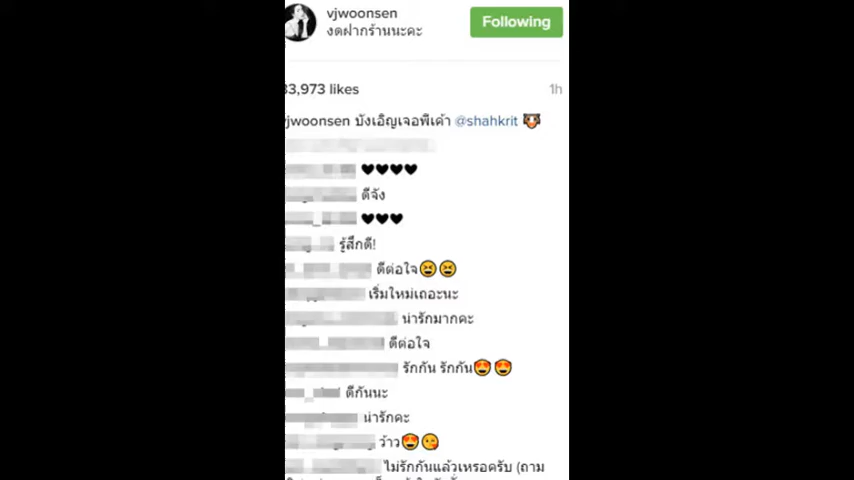 vjwoonsen
งดฝากร้านนะคะ
Following
33,973 likes
1h
vjwoonsen บังเอิญเจอพี่เค้า @shahkrit
ดีจัง
รู้สึกดี!
ดีต่อใจ
เริ่มใหม่เถอะนะ
น่ารักมากคะ
ดีต่อใจ
รักกัน รักกัน
ดีกันนะ
น่ารักคะ
ว้าว
ไม่รักกันแล้วเหรอครับ (ถาม